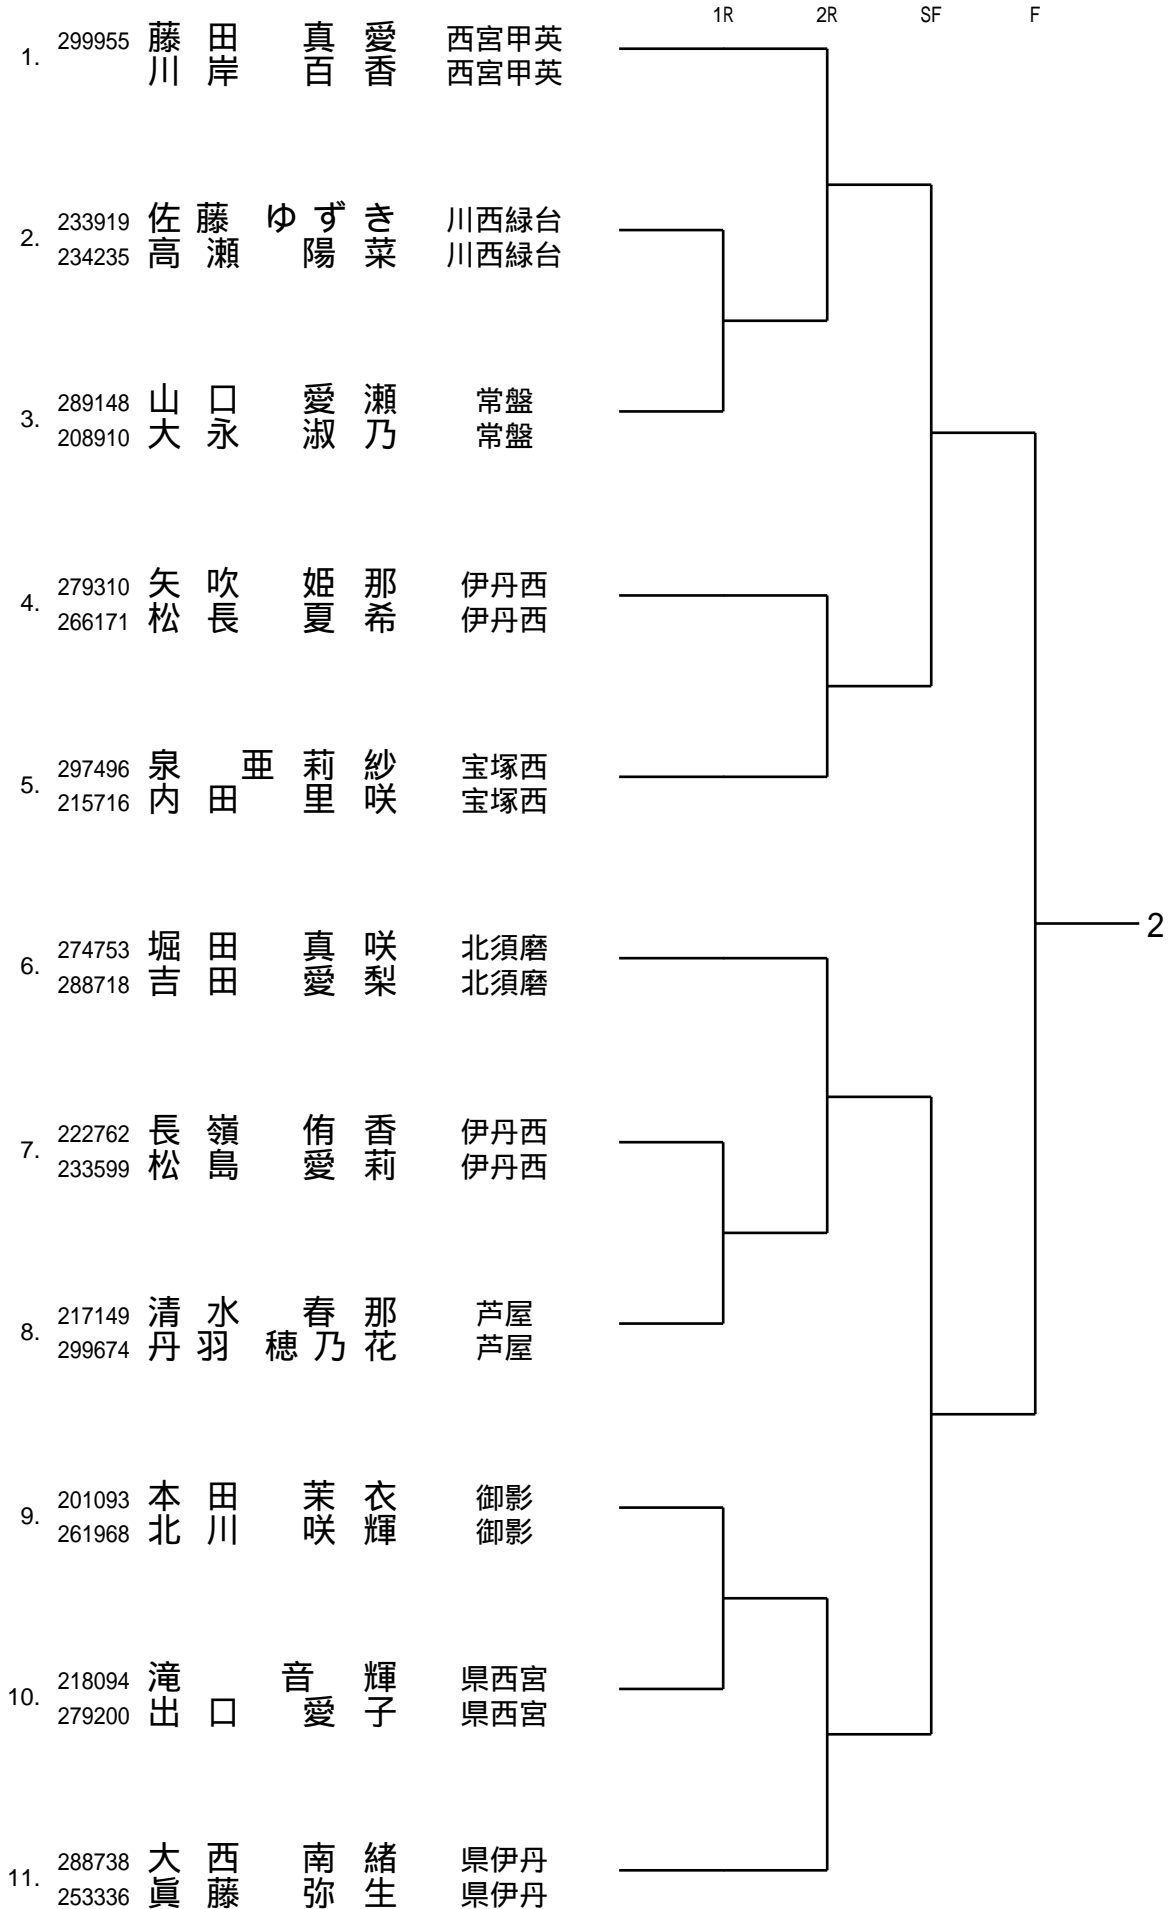 1R 2R SF F
1. 299955 藤田 真愛 西宮甲英
川岸 百香 西宮甲英
2. 233919 佐藤 ゆずき 川西緑台
234235 高瀬 陽菜 川西緑台
3. 289148 山口 愛瀬 常盤
208910 大永 淑乃 常盤
4. 279310 矢吹 姫那 伊丹西
266171 松長 夏希 伊丹西
5. 297496 泉 亜莉紗 宝塚西
215716 内田 里咲 宝塚西
2
6. 274753 堀田 真咲 北須磨
288718 吉田 愛梨 北須磨
7. 222762 長嶺 侑香 伊丹西
233599 松島 愛莉 伊丹西
8. 217149 清水 春那 芦屋
299674 丹羽 穂乃花 芦屋
9. 201093 本田 茉衣 御影
261968 北川 咲輝 御影
10. 218094 滝 音輝 県西宮
279200 出口 愛子 県西宮
11. 288738 大西 南緒 県伊丹
253336 眞藤 弥生 県伊丹